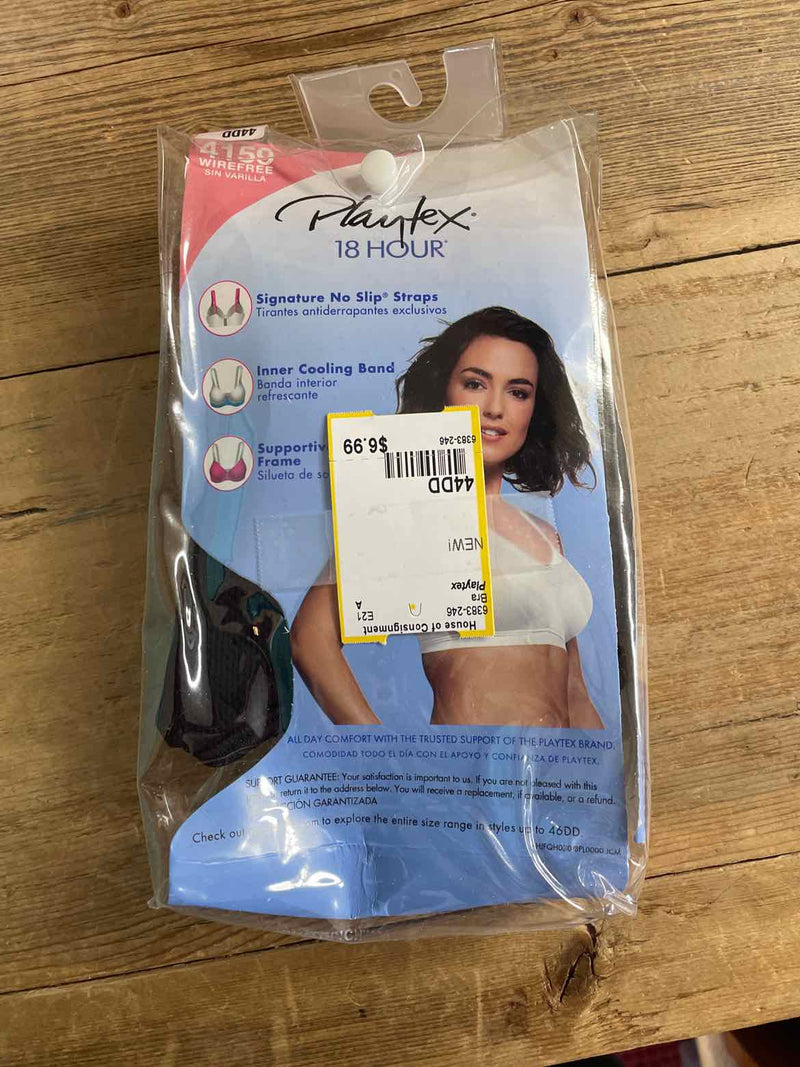 44DD
4159
WIREFREE
SIN VARILLA
Playtex
18 HOUR
Signature No Slip® Straps
Tirantes antiderrapantes exclusivos
Inner Cooling Band
Banda interior
refrescante
Frame
Silueta de
House of Consignment
6383-246 E21
Bra A
Playtex
NEW!
44DD
6383-246 $6.99
ALL DAY COMFORT WITH THE TRUSTED SUPPORT OF THE PLAYTEX BRAND.
COMODIDAD TODO EL DÍA CON EL APOYO Y CONFIANZA DE PLAYTEX.
SUPPORT GUARANTEE: Your satisfaction is important to us. If you are not pleased with this
return it to the address below. You will receive a replacement, if available, or a refund.
GARANTIZADA
Check out to explore the entire size range in styles up to 46DD